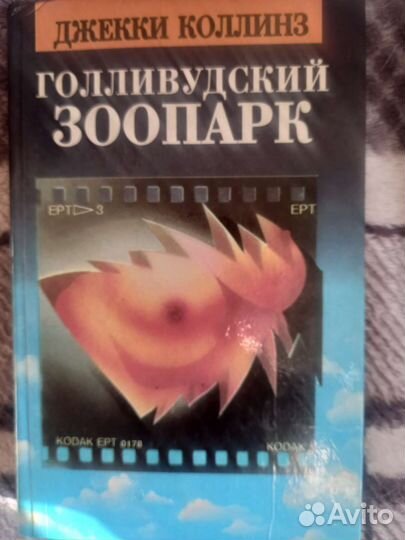 ДЖЕККИ КОЛЛИНЗ
ГОЛЛИВУДСКИЙ
ЗООПАРК
EPT ▷ 3 EPT
KODAK EPT 0178 KODAK
Avito